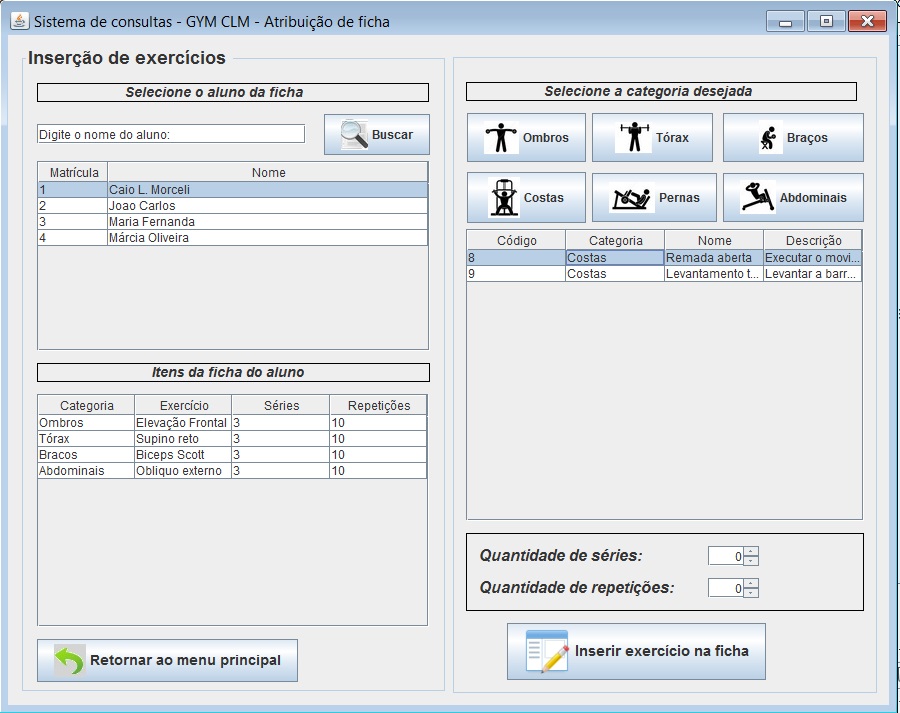 Sistema de consultas - GYM CLM - Atribuição de ficha
Inserção de exercícios
Selecione o aluno da ficha
Digite o nome do aluno:
Buscar
Matrícula Nome
1 Caio L. Morceli
2 Joao Carlos
3 Maria Fernanda
4 Márcia Oliveira
Itens da ficha do aluno
Categoria Exercício Séries Repetições
Ombros Elevação Frontal 3 10
Tórax Supino reto 3 10
Bracos Biceps Scott 3 10
Abdominais Obliquo externo 3 10
Retornar ao menu principal
Selecione a categoria desejada
Ombros Tórax Braços
Costas Pernas Abdominais
Código Categoria Nome Descrição
8 Costas Remada aberta Executar o movi...
9 Costas Levantamento t... Levantar a barr...
Quantidade de séries: 0
Quantidade de repetições: 0
Inserir exercício na ficha